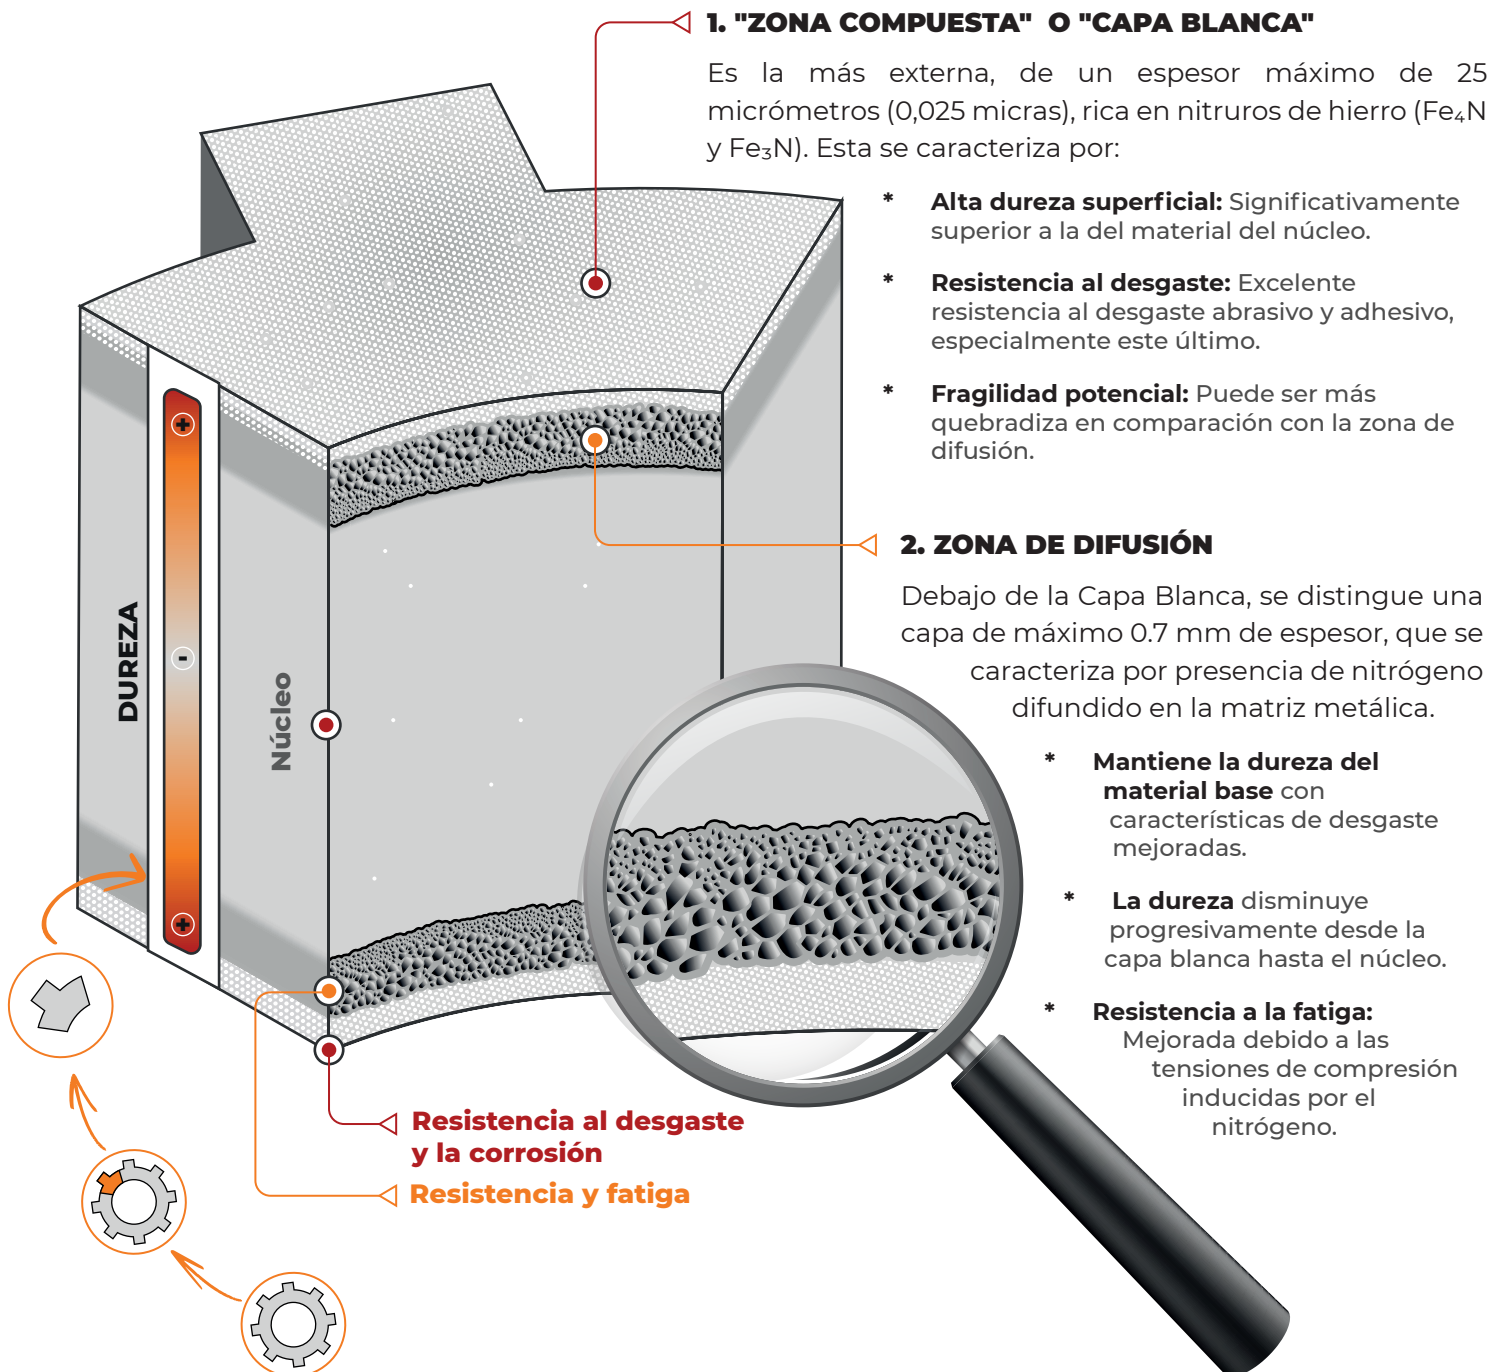 1. "ZONA COMPUESTA" O "CAPA BLANCA"
Es la más externa, de un espesor máximo de 25
micrómetros (0,025 micras), rica en nitruros de hierro (Fe₄N
y Fe₃N). Esta se caracteriza por:
* Alta dureza superficial: Significativamente
superior a la del material del núcleo.
* Resistencia al desgaste: Excelente
resistencia al desgaste abrasivo y adhesivo,
especialmente este último.
* Fragilidad potencial: Puede ser más
quebradiza en comparación con la zona de
difusión.
2. ZONA DE DIFUSIÓN
Debajo de la Capa Blanca, se distingue una
capa de máximo 0.7 mm de espesor, que se
caracteriza por presencia de nitrógeno
difundido en la matriz metálica.
* Mantiene la dureza del
material base con
características de desgaste
mejoradas.
* La dureza disminuye
progresivamente desde la
capa blanca hasta el núcleo.
* Resistencia a la fatiga:
Mejorada debido a las
tensiones de compresión
inducidas por el
nitrógeno.
DUREZA
+
-
+
Núcleo
Resistencia al desgaste
y la corrosión
Resistencia y fatiga